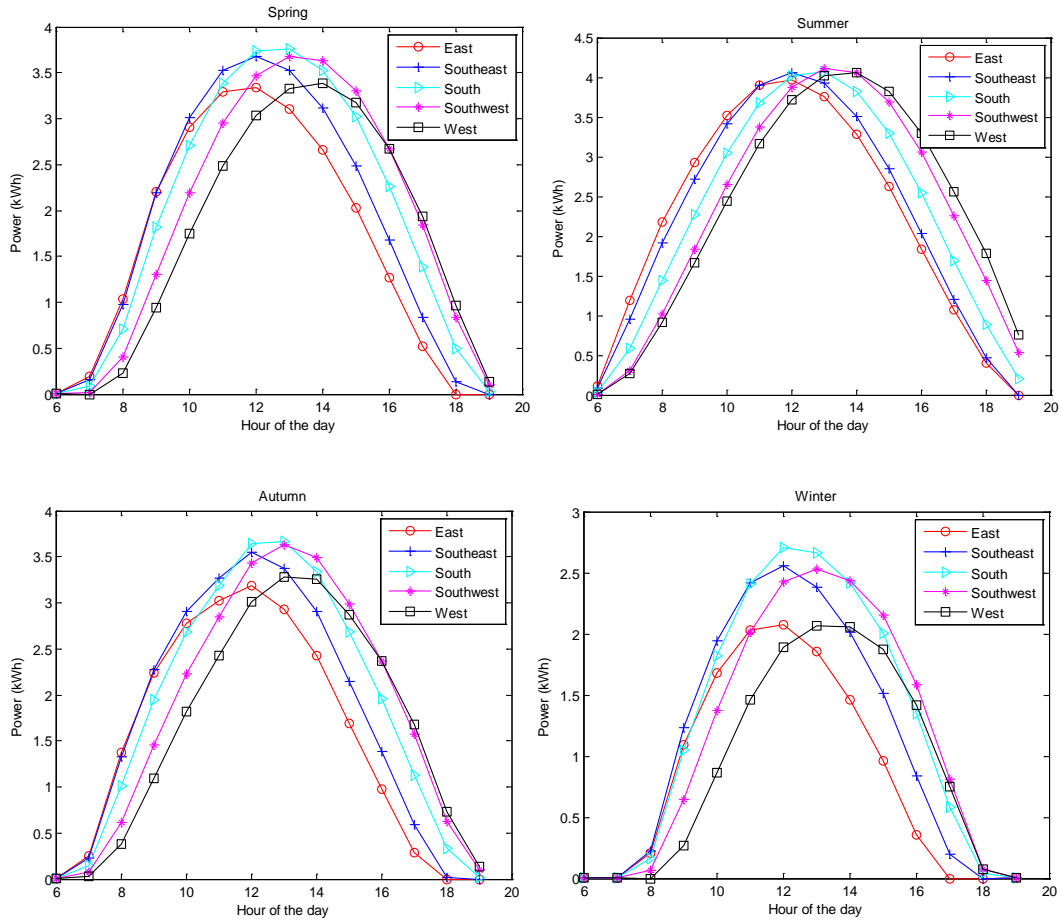 Spring
Power (kWh)
4
3.5
3
2.5
2
1.5
1
0.5
0
6 8 10 12 14 16 18 20
Hour of the day
East
Southeast
South
Southwest
West
Summer
Power (kWh)
4.5
4
3.5
3
2.5
2
1.5
1
0.5
0
6 8 10 12 14 16 18 20
Hour of the day
East
Southeast
South
Southwest
West
Autumn
Power (kWh)
4
3.5
3
2.5
2
1.5
1
0.5
0
6 8 10 12 14 16 18 20
Hour of the day
East
Southeast
South
Southwest
West
Winter
Power (kWh)
3
2.5
2
1.5
1
0.5
0
6 8 10 12 14 16 18 20
Hour of the day
East
Southeast
South
Southwest
West